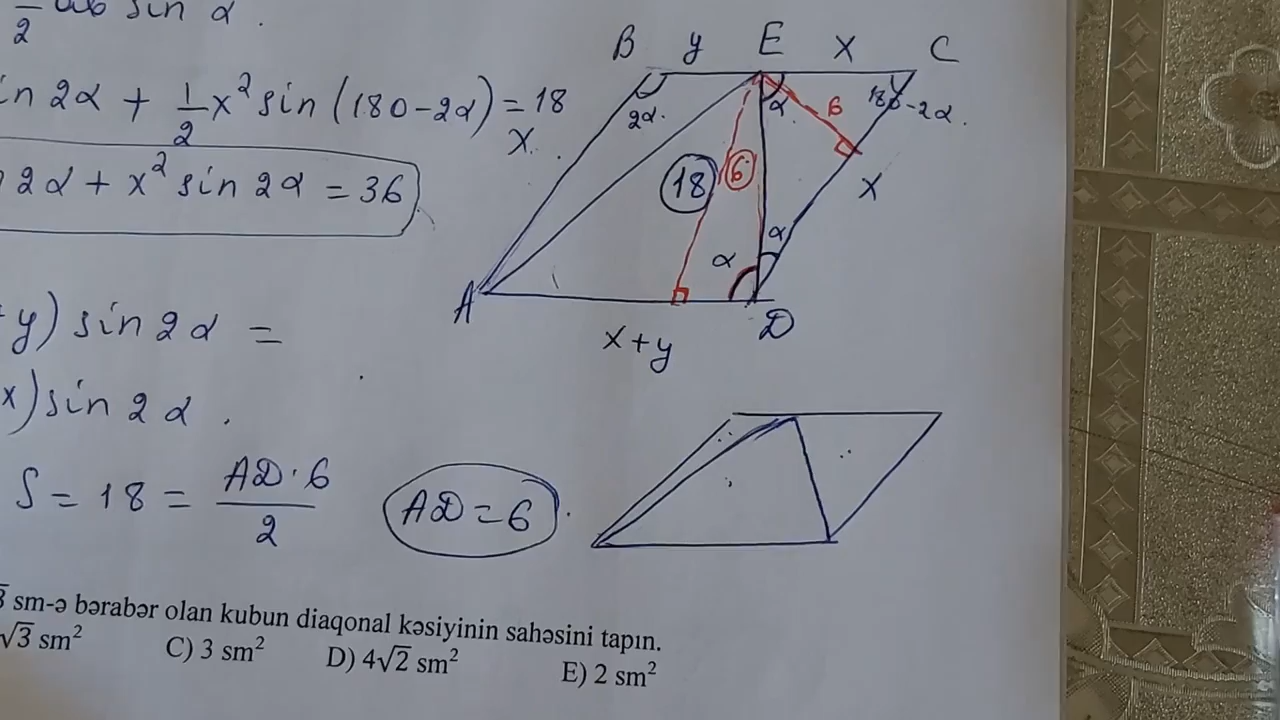 2 ab sin α.
in 2α + 1/2 x² sin (180-2α) = 18
2α + x² sin 2α = 36
y) sin 2α =
x) sin 2α.
S = 18 = AD·6 / 2
AD = 6
B y E x C
2α. α 6 180-2α.
x 18 6 x
α α
A D
x+y
sm-ə bərabər olan kubun diaqonal kəsiyinin sahəsini tapın.
√3 sm² C) 3 sm² D) 4√2 sm² E) 2 sm²